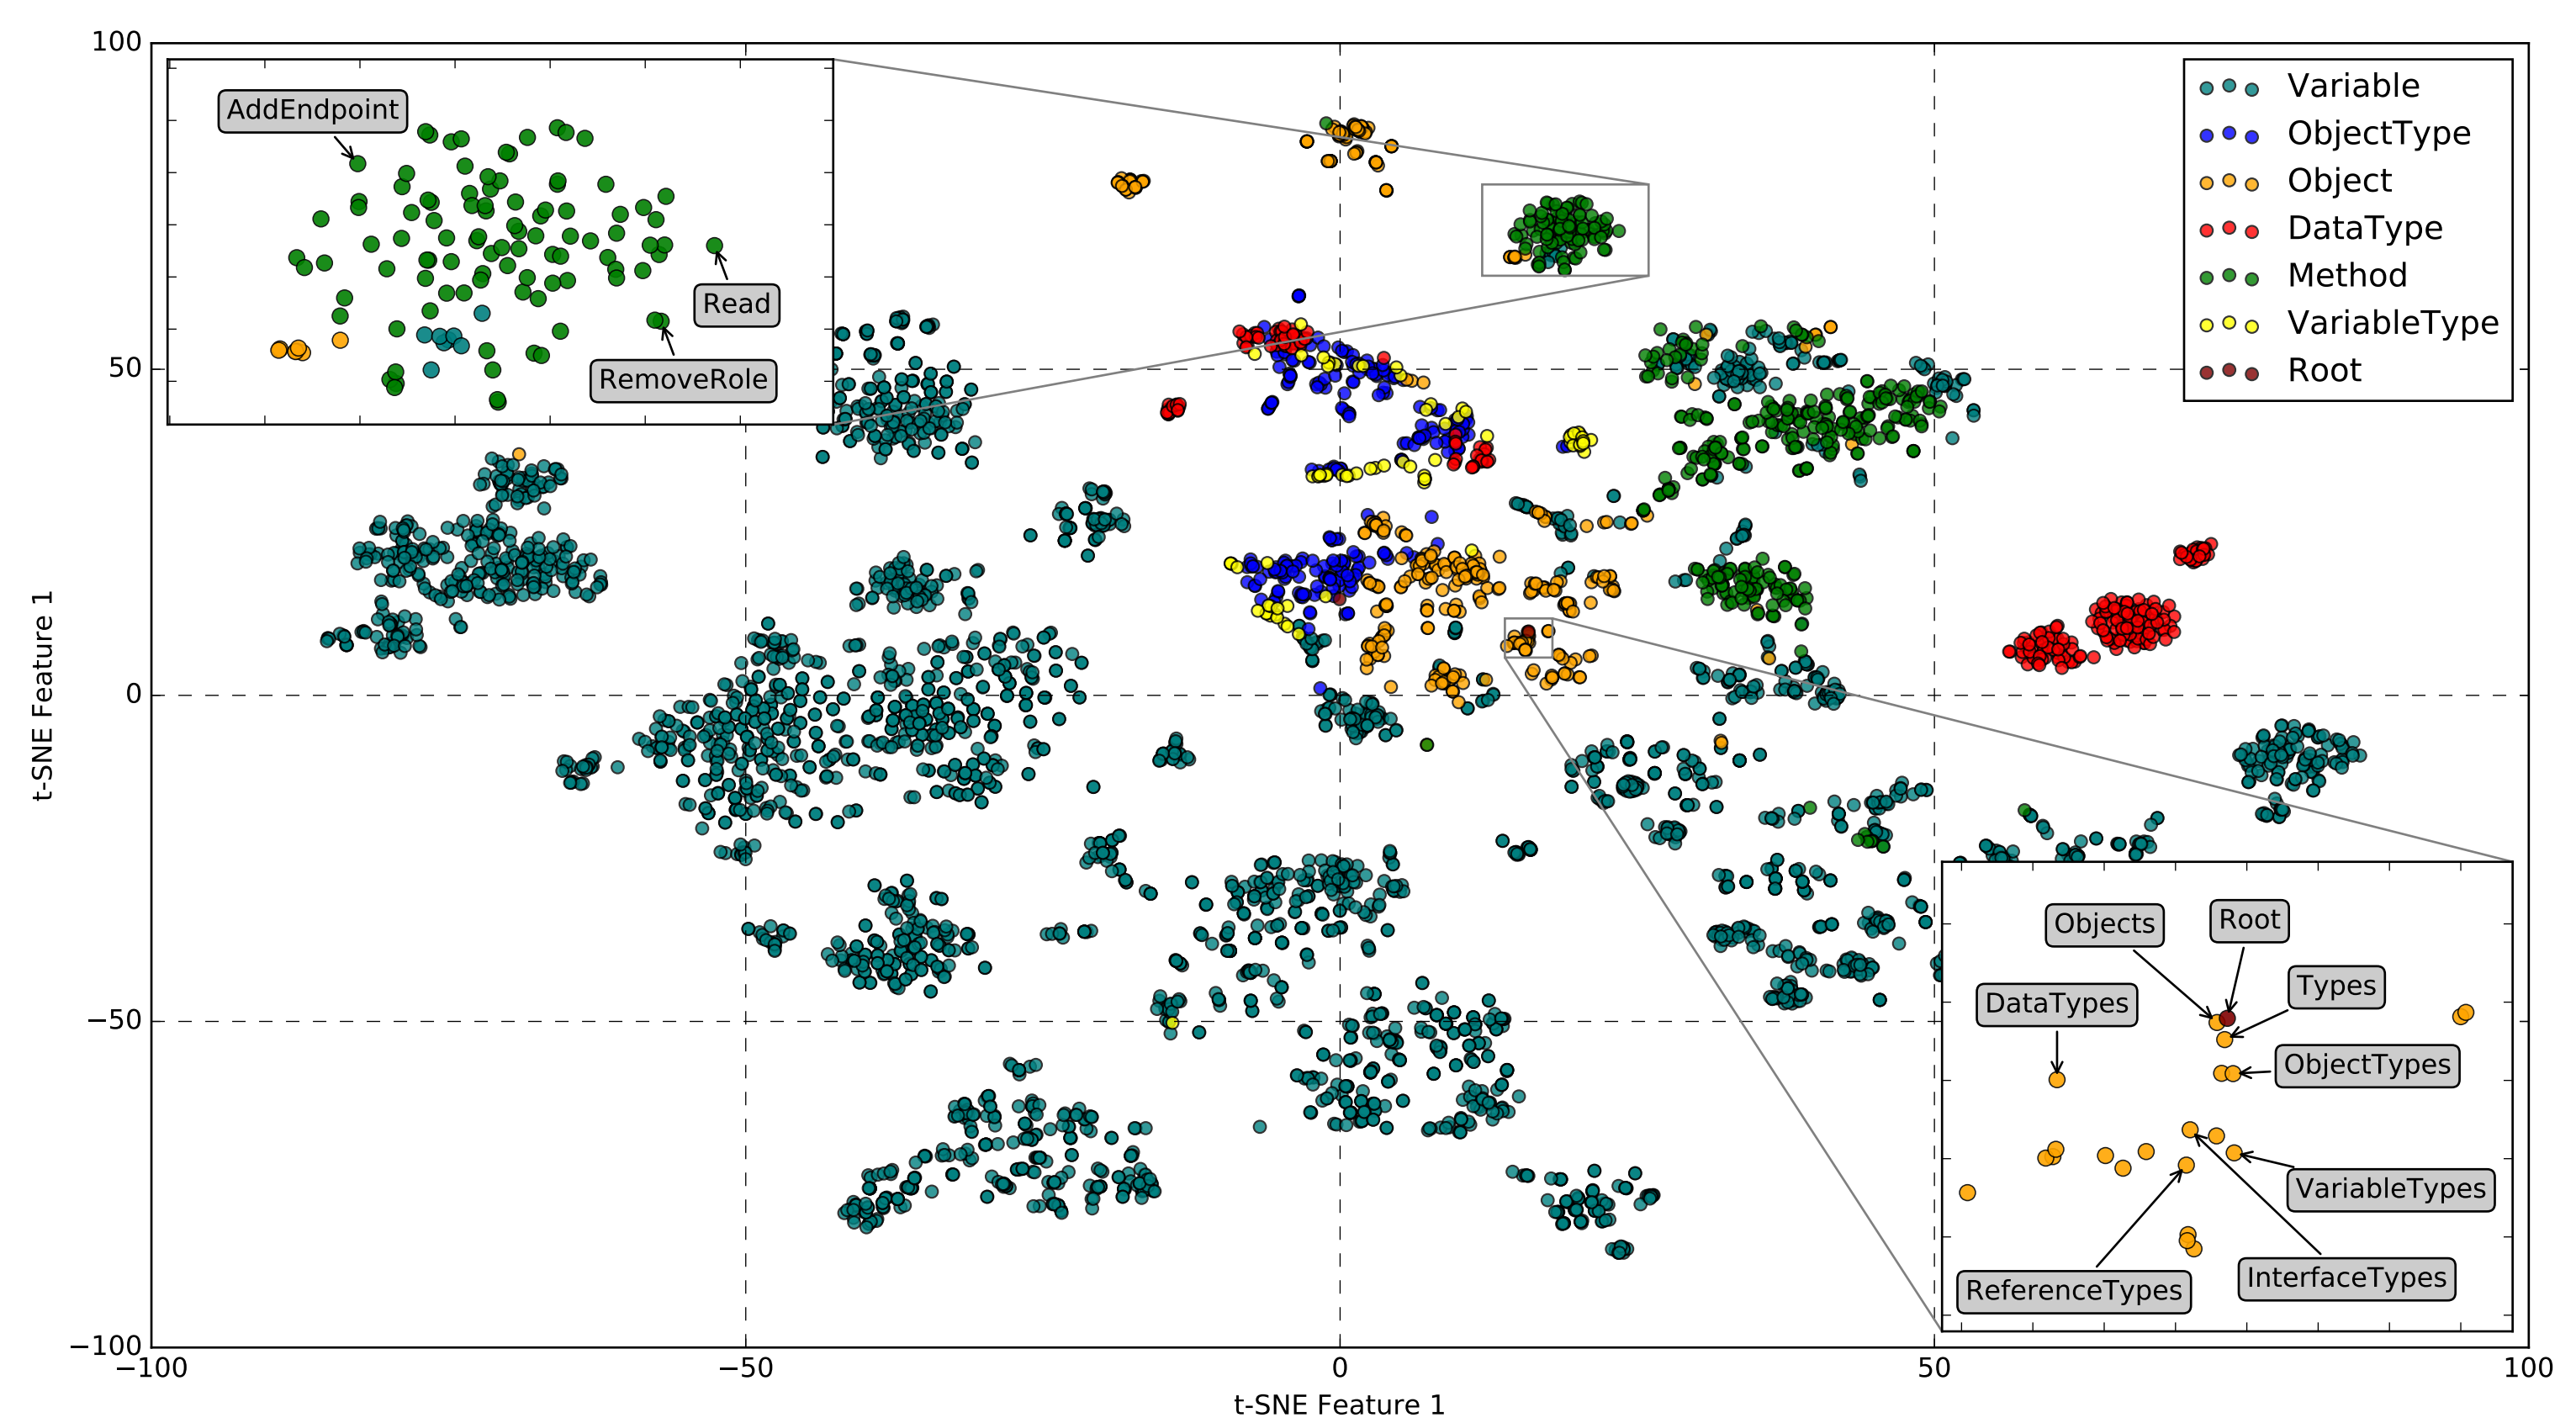 100
50
0
−50
−100
t-SNE Feature 1
AddEndpoint
Read
RemoveRole
Variable
ObjectType
Object
DataType
Method
VariableType
Root
Objects
Root
Types
DataTypes
ObjectTypes
VariableTypes
InterfaceTypes
ReferenceTypes
−100
−50
0
50
100
t-SNE Feature 1